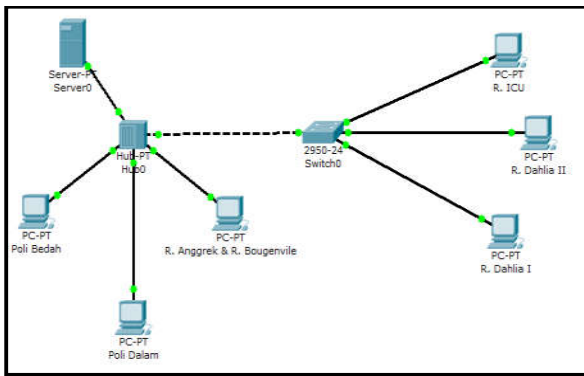 Server-PT
Server0
Hub-PT
Hub0
PC-PT
Poli Bedah
PC-PT
Poli Dalam
PC-PT
R. Anggrek & R. Bougenvile
2950-24
Switch0
PC-PT
R. ICU
PC-PT
R. Dahlia II
PC-PT
R. Dahlia I